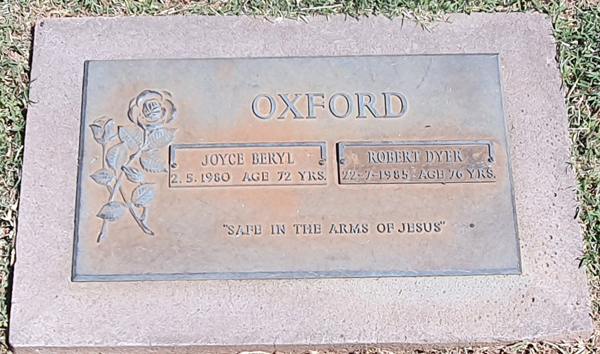 OXFORD
JOYCE BERYL
2.5.1980 AGE 72 YRS.
ROBERT DYER
22-7-1985 AGE 76 YRS.
"SAFE IN THE ARMS OF JESUS"